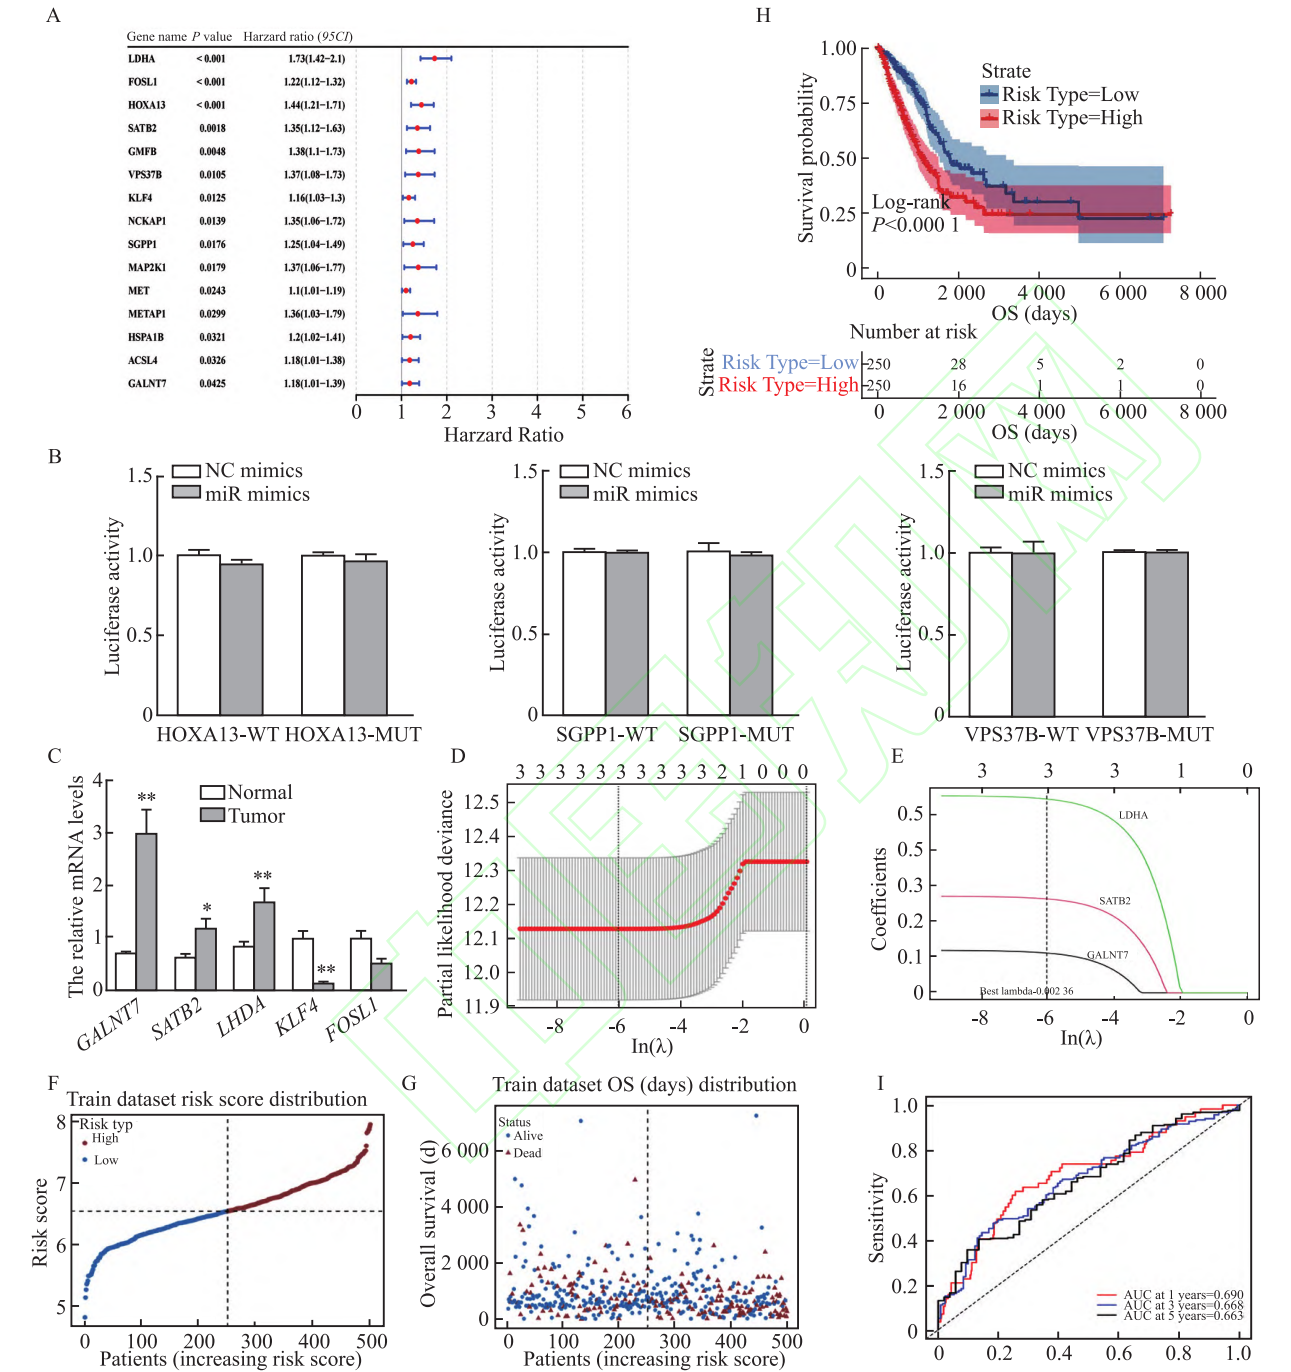 A
Gene name P value Harzard ratio (95CI)
LDHA <0.001 1.73(1.42−2.1)
FOSL1 <0.001 1.22(1.12−1.32)
HOXA13 <0.001 1.44(1.21−1.71)
SATB2 0.0018 1.35(1.12−1.63)
GMFB 0.0048 1.38(1.1−1.73)
VPS37B 0.0105 1.37(1.08−1.73)
KLF4 0.0125 1.16(1.03−1.3)
NCKAP1 0.0139 1.35(1.06−1.72)
SGPP1 0.0176 1.25(1.04−1.49)
MAP2K1 0.0179 1.37(1.06−1.77)
MET 0.0243 1.1(1.01−1.19)
METAP1 0.0299 1.36(1.03−1.79)
HSPA1B 0.0321 1.2(1.02−1.41)
ACSL4 0.0326 1.18(1.01−1.38)
GALNT7 0.0425 1.18(1.01−1.39)
0 1 2 3 4 5 6
Harzard Ratio
H
1.00
0.75
0.50
0.25
0
Survival probability
Strate
Risk Type=Low
Risk Type=High
Log-rank
P<0.000 1
0 2 000 4 000 6 000 8 000
OS (days)
Number at risk
Strate
Risk Type=Low 250 28 5 2 0
Risk Type=High 250 16 1 1 0
0 2 000 4 000 6 000 8 000
OS (days)
B
NC mimics
miR mimics
1.5
1.0
0.5
0
Luciferase activity
HOXA13-WT HOXA13-MUT
NC mimics
miR mimics
1.5
1.0
0.5
0
Luciferase activity
SGPP1-WT SGPP1-MUT
NC mimics
miR mimics
1.5
1.0
0.5
0
Luciferase activity
VPS37B-WT VPS37B-MUT
C
4
3
2
1
0
The relative mRNA levels
Normal
Tumor
** * ** **
GALNT7 SATB2 LHDA KLF4 FOSL1
D
3 3 3 3 3 3 3 3 3 2 1 0 0 0
12.5
12.4
12.3
12.2
12.1
12.0
11.9
Partial likelihood deviance
-8 -6 -4 -2 0
In(λ)
E
3 3 3 1 0
0.5
0.5
0.3
0.2
0.1
0
Coefficients
LDHA
SATB2
GALNT7
Best lambda-0.002 36
-8 -6 -4 -2 0
In(λ)
F
Train dataset risk score distribution
8
7
6
5
Risk score
Risk typ
High
Low
0 100 200 300 400 500
Patients (increasing risk score)
G
Train dataset OS (days) distribution
Status
Alive
Dead
6 000
4 000
2 000
0
Overall survival (d)
0 100 200 300 400 500
Patients (increasing risk score)
I
1.0
0.8
0.6
0.4
0.2
0
Sensitivity
AUC at 1 years=0.690
AUC at 3 years=0.668
AUC at 5 years=0.663
0 0.2 0.4 0.6 0.8 1.0